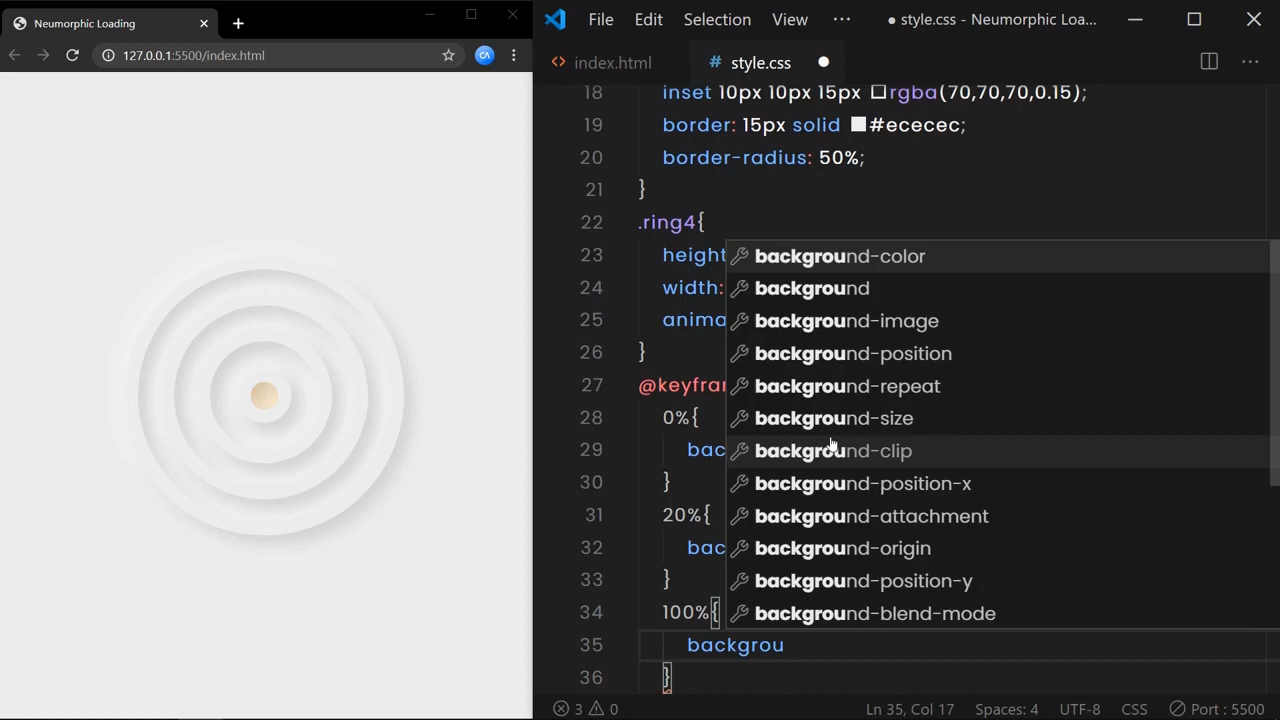 Neumorphic Loading
127.0.0.1:5500/index.html
File Edit Selection View ··· ● style.css - Neumorphic Loa...
<> index.html # style.css ●
18 inset 10px 10px 15px rgba(70,70,70,0.15);
19 border: 15px solid #ececec;
20 border-radius: 50%;
21 }
22 .ring4{
23 height
24 width:
25 anima
26 }
27 @keyfran
28 0%{
29 bac
30 }
31 20%{
32 bac
33 }
34 100%{
35 backgrou
36 }
background-color
background
background-image
background-position
background-repeat
background-size
background-clip
background-position-x
background-attachment
background-origin
background-position-y
background-blend-mode
3 0 Ln 35, Col 17 Spaces: 4 UTF-8 CSS Port : 5500